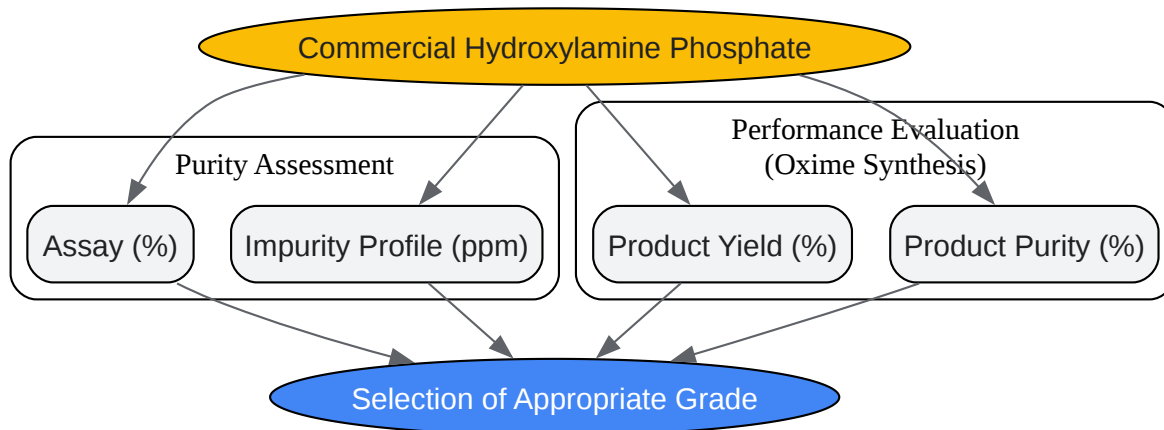 Commercial Hydroxylamine Phosphate
Purity Assessment
Performance Evaluation
(Oxime Synthesis)
Assay (%)
Impurity Profile (ppm)
Product Yield (%)
Product Purity (%)
Selection of Appropriate Grade